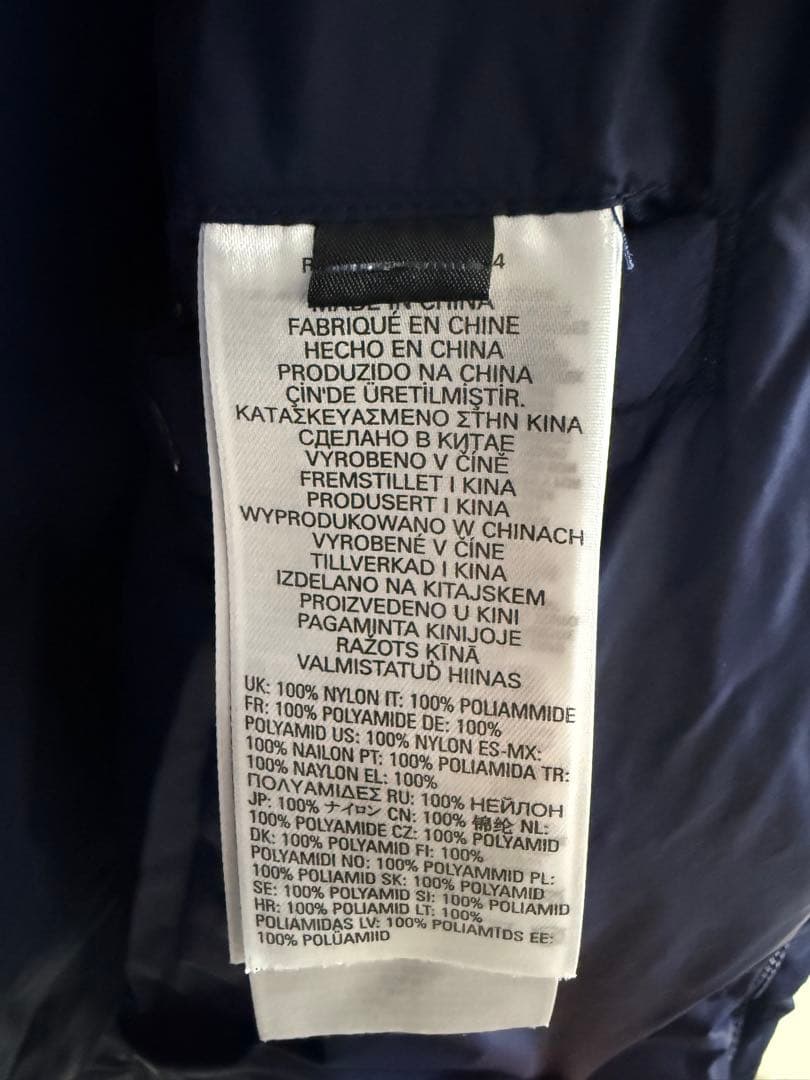 4
MADE IN CHINA
FABRIQUÉ EN CHINE
HECHO EN CHINA
PRODUZIDO NA CHINA
ÇİN'DE ÜRETİLMİŞTİR.
ΚΑΤΑΣΚΕΥΑΣΜΕΝΟ ΣΤΗΝ ΚΙΝΑ
СДЕЛАНО В КИТАЕ
VYROBENO V ČÍNĚ
FREMSTILLET I KINA
PRODUSERT I KINA
WYPRODUKOWANO W CHINACH
VYROBENÉ V ČÍNE
TILLVERKAD I KINA
IZDELANO NA KITAJSKEM
PROIZVEDENO U KINI
PAGAMINTA KINIJOJE
RAŽOTS ĶĪNĀ
VALMISTATUD HIINAS
UK: 100% NYLON IT: 100% POLIAMMIDE
FR: 100% POLYAMIDE DE: 100%
POLYAMID US: 100% NYLON ES-MX:
100% NAILON PT: 100% POLIAMIDA TR:
100% NAYLON EL: 100%
ΠΟΛΥΑΜΙΔΕΣ RU: 100% НЕЙЛОН
JP: 100% ナイロン CN: 100% 锦纶 NL:
100% POLYAMIDE CZ: 100% POLYAMID
DK: 100% POLYAMID FI: 100%
POLYAMIDI NO: 100% POLYAMMID PL:
100% POLIAMID SK: 100% POLYAMID
SE: 100% POLYAMID SI: 100% POLIAMID
HR: 100% POLIAMID LT: 100%
POLIAMIDAS LV: 100% POLIAMĪDS EE:
100% POLÜAMIID